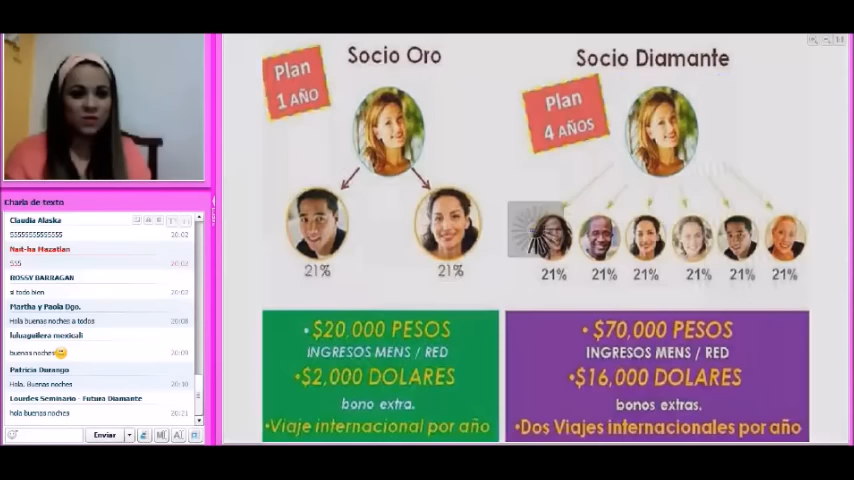 Charla de texto
Claudia Alaska
55555555555555
20:02
Nart-ha Mazatlan
555
20:02
ROSSY BARRAGAN
si todo bien
20:02
Martha y Paola Dgo.
Hola buenas noches a todos
20:08
luluaguilera mexicali
buenas noches
20:09
Patricia Durango
Hola. Buenas noches
20:10
Lourdes Seminario - Futura Diamante
hola buenas noches
20:21
Enviar
Socio Oro
Plan
1 AÑO
21%
21%
• $20,000 PESOS
INGRESOS MENS / RED
•$2,000 DOLARES
bono extra.
•Viaje internacional por año
Socio Diamante
Plan
4 AÑOS
21%
21%
21%
21%
21%
21%
• $70,000 PESOS
INGRESOS MENS / RED
•$16,000 DOLARES
bonos extras.
•Dos Viajes internacionales por año